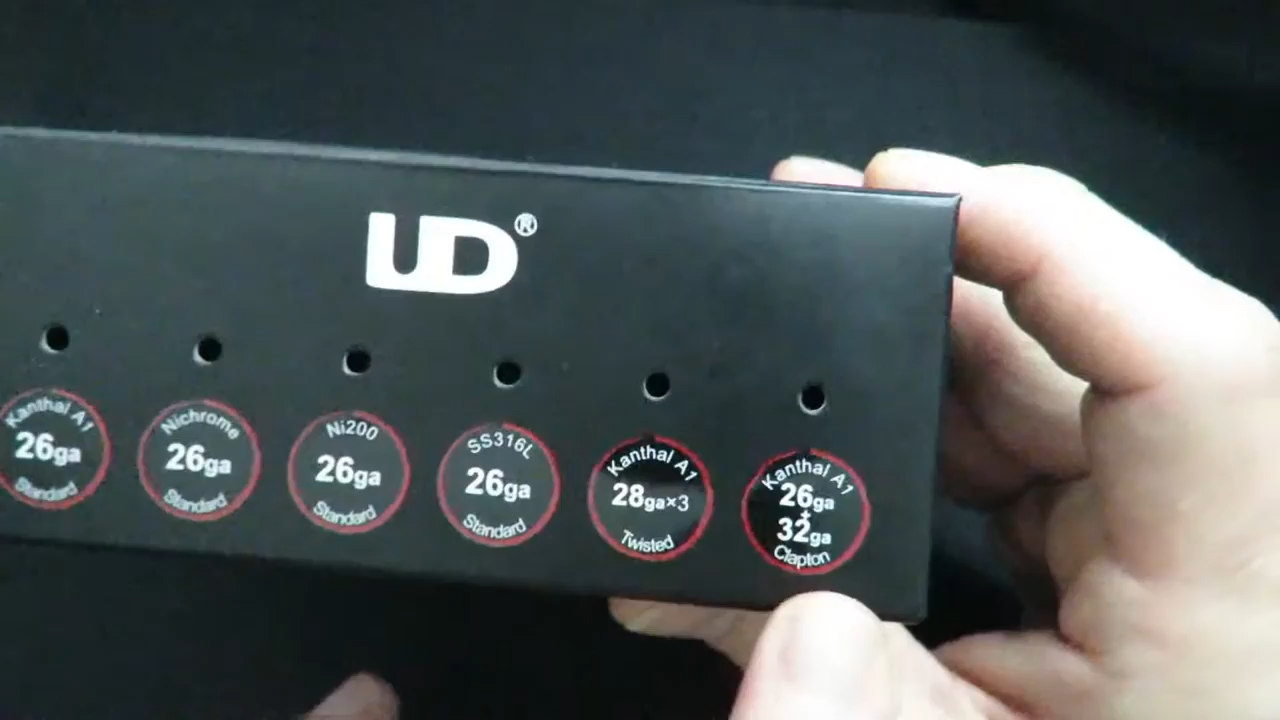 UD®
Kanthal A1
26ga
Standard
Nichrome
26ga
Standard
Ni200
26ga
Standard
SS316L
26ga
Standard
Kanthal A1
28ga×3
Twisted
Kanthal A1
26ga
+
32ga
Clapton